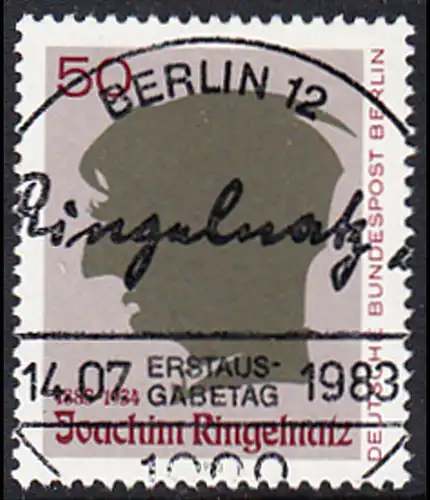 50
BERLIN 12
Ringelnatz
14.07. ERSTAUS-
GABETAG 1983
1883-1934
Joachim Ringelnatz
1000
DEUTSCHE BUNDESPOST BERLIN